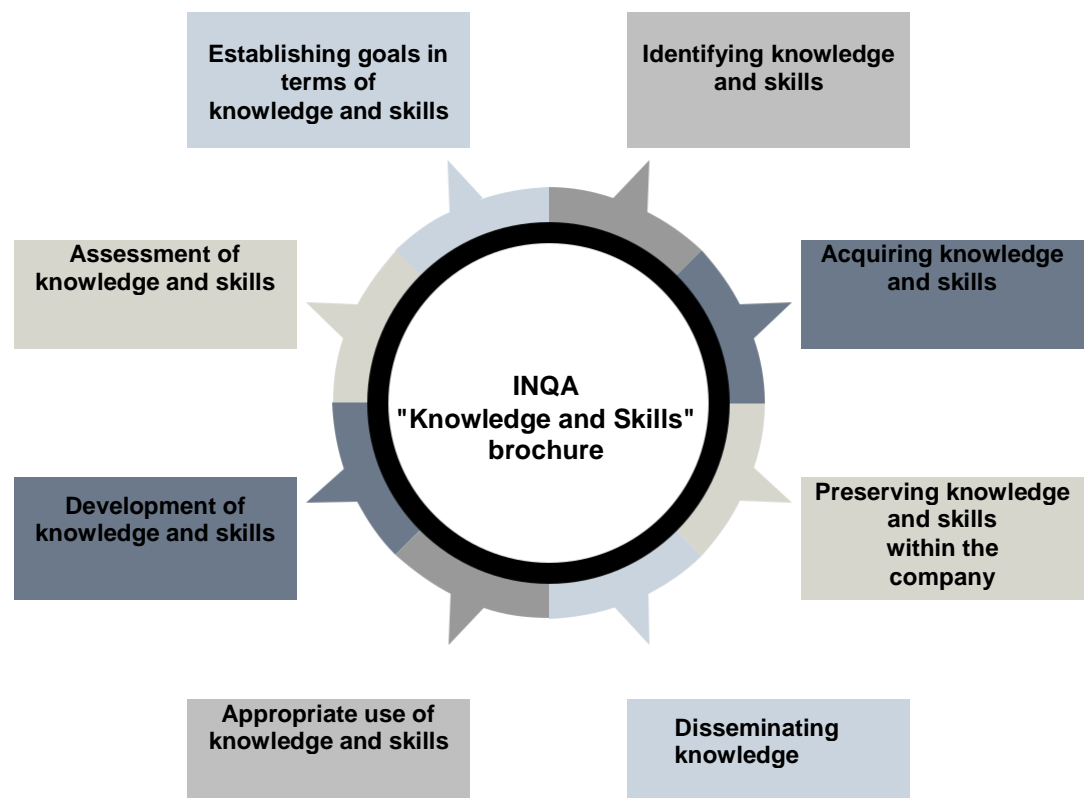 Establishing goals in
terms of
knowledge and skills
Identifying knowledge
and skills
Assessment of
knowledge and skills
Acquiring knowledge
and skills
INQA
"Knowledge and Skills"
brochure
Development of
knowledge and skills
Preserving knowledge
and skills
within the
company
Appropriate use of
knowledge and skills
Disseminating
knowledge